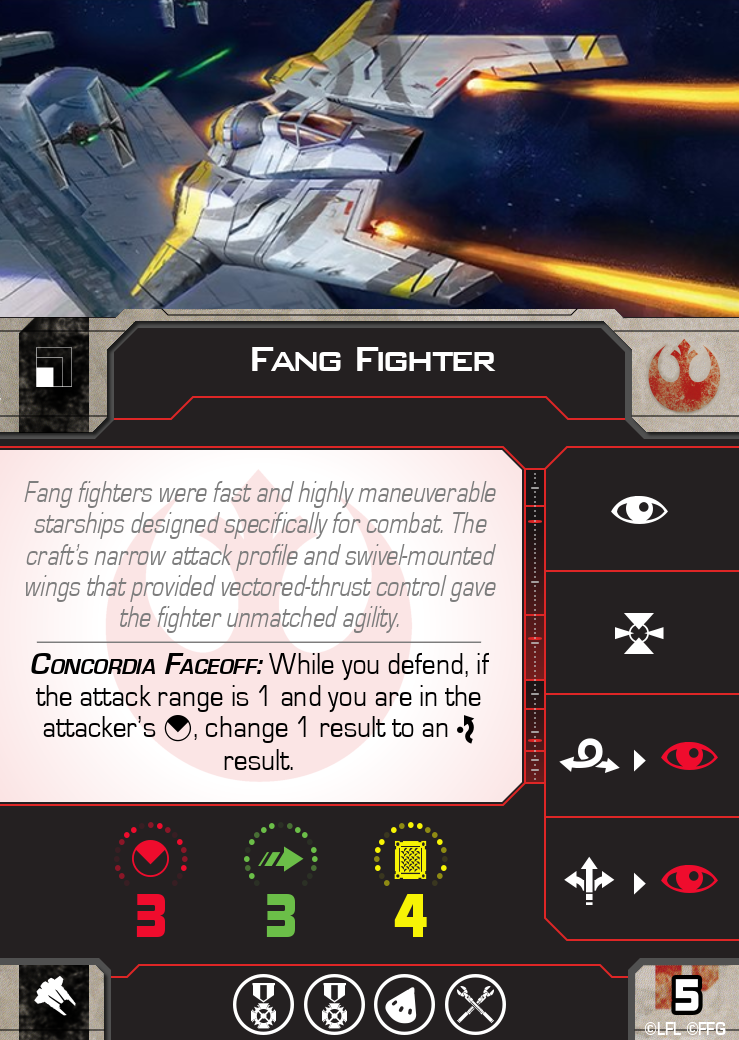 Fang Fighter
Fang fighters were fast and highly maneuverable
starships designed specifically for combat. The
craft's narrow attack profile and swivel-mounted
wings that provided vectored-thrust control gave
the fighter unmatched agility.
Concordia Faceoff: While you defend, if
the attack range is 1 and you are in the
attacker's , change 1 result to an
result.
3 3 4
5
©LFL ©FFG